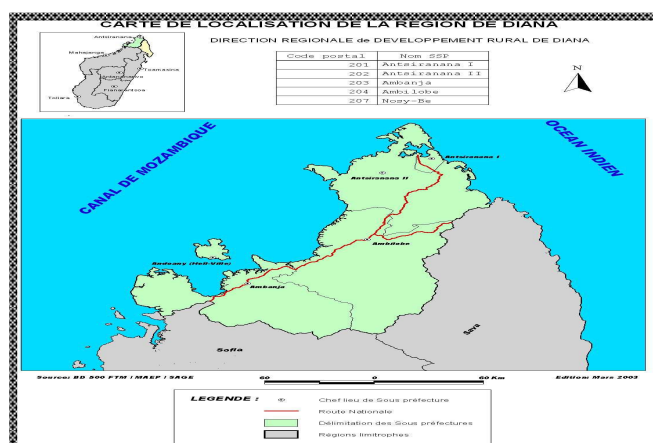 CARTE DE LOCALISATION DE LA REGION DE DIANA
DIRECTION REGIONALE de DEVELOPPEMENT RURAL DE DIANA
Antsiranana
Mahajanga
Toamasina
Fianarantsoa
Toliara
Code postal Nom SSP
201 Antsiranana I
202 Antsiranana II
203 Ambanja
204 Ambilobe
207 Nosy-Be
N
CANAL DE MOZAMBIQUE
OCEAN INDIEN
Antsiranana I
Antsiranana II
Ambilobe
Andoany (Hell-Ville)
Ambanja
Sava
Sofia
Source: BD 500 FTM / MAEP / SAGE
60 0 60 Km
Edition: Mars 2003
LEGENDE :
Chef lieu de Sous préfecture
Route Nationale
Délimitation des Sous préfectures
Régions limitrophes